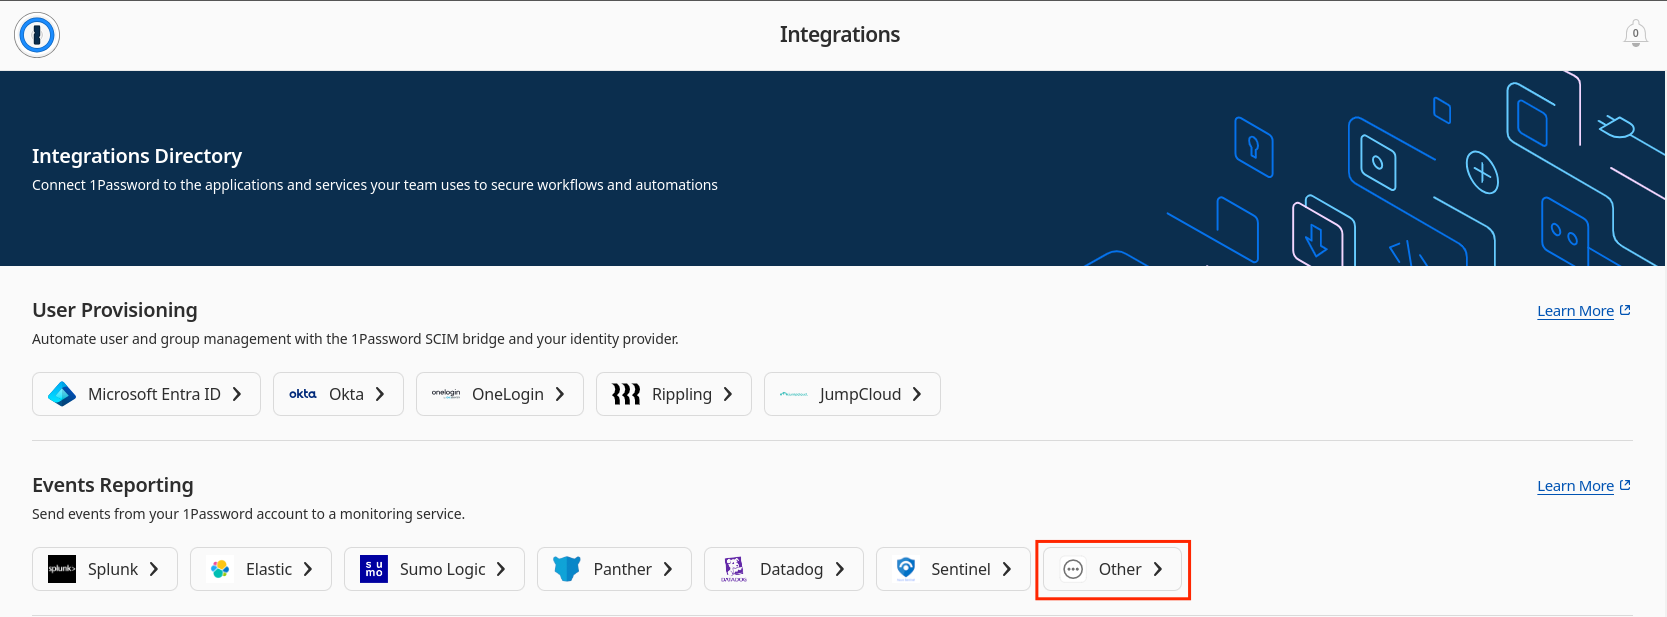 Integrations
0
Integrations Directory
Connect 1Password to the applications and services your team uses to secure workflows and automations
User Provisioning
Learn More
Automate user and group management with the 1Password SCIM bridge and your identity provider.
Microsoft Entra ID
okta Okta
onelogin OneLogin
Rippling
JumpCloud
Events Reporting
Learn More
Send events from your 1Password account to a monitoring service.
splunk> Splunk
Elastic
su
mo
Sumo Logic
Panther
DATADOG Datadog
Sentinel
Other